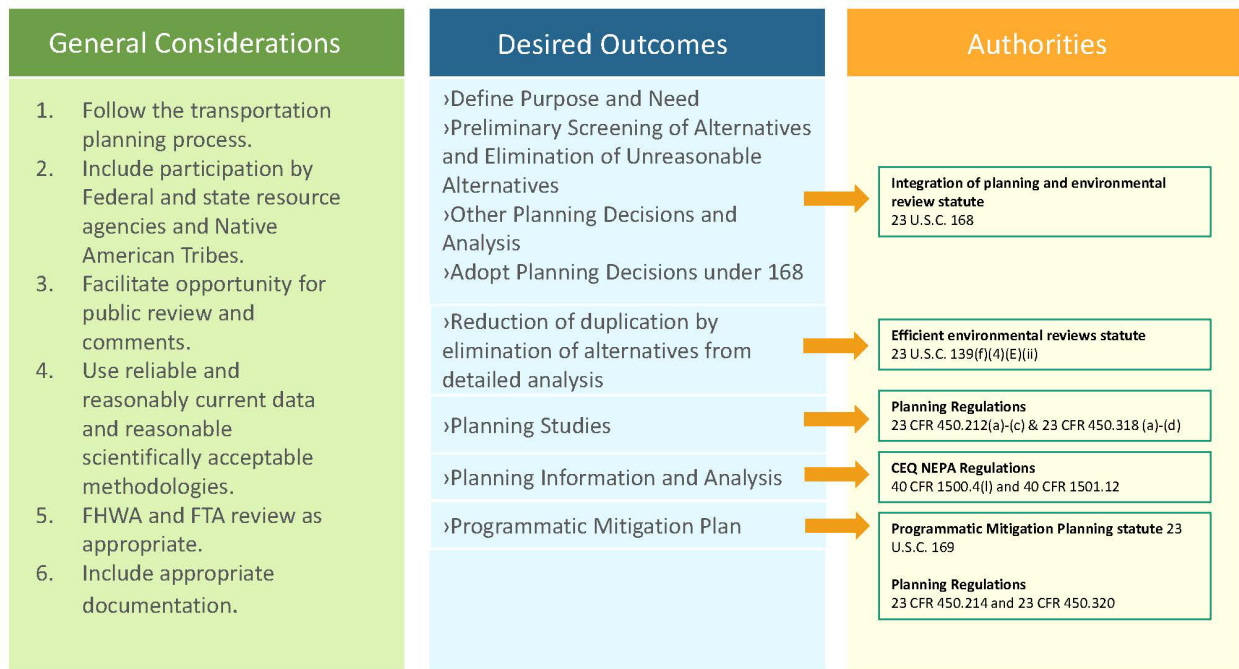 General Considerations
1. Follow the transportation
planning process.
2. Include participation by
Federal and state resource
agencies and Native
American Tribes.
3. Facilitate opportunity for
public review and
comments.
4. Use reliable and
reasonably current data
and reasonable
scientifically acceptable
methodologies.
5. FHWA and FTA review as
appropriate.
6. Include appropriate
documentation.
Desired Outcomes
›Define Purpose and Need
›Preliminary Screening of Alternatives
and Elimination of Unreasonable
Alternatives
›Other Planning Decisions and
Analysis
›Adopt Planning Decisions under 168
›Reduction of duplication by
elimination of alternatives from
detailed analysis
›Planning Studies
›Planning Information and Analysis
›Programmatic Mitigation Plan
Authorities
Integration of planning and environmental
review statute
23 U.S.C. 168
Efficient environmental reviews statute
23 U.S.C. 139(f)(4)(E)(ii)
Planning Regulations
23 CFR 450.212(a)-(c) & 23 CFR 450.318 (a)-(d)
CEQ NEPA Regulations
40 CFR 1500.4(l) and 40 CFR 1501.12
Programmatic Mitigation Planning statute 23
U.S.C. 169
Planning Regulations
23 CFR 450.214 and 23 CFR 450.320